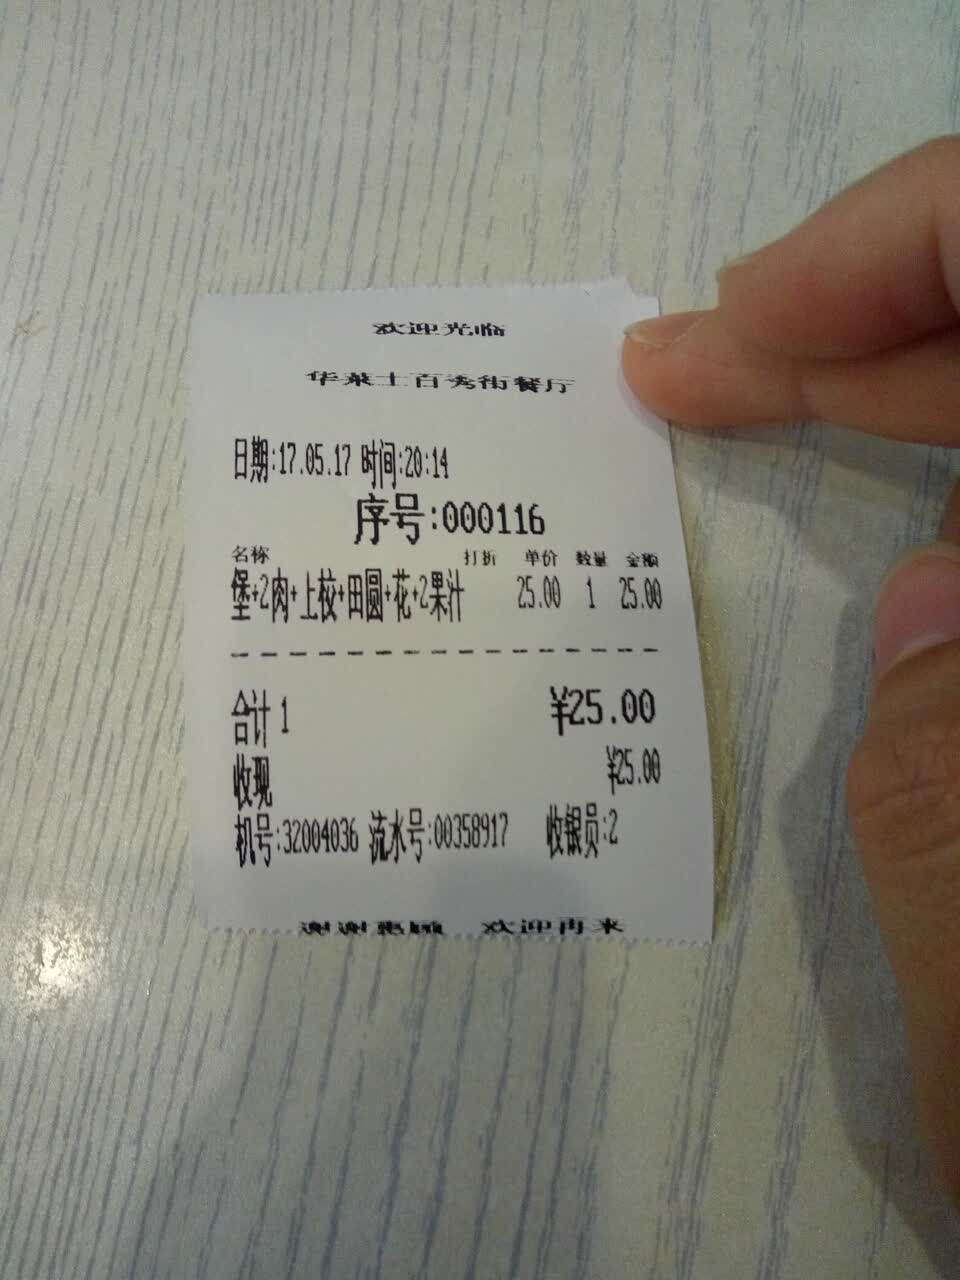 欢迎光临
华莱士百秀街餐厅
日期:17.05.17 时间:20:14
序号:000116
名称 打折 单价 数量 金额
堡+2肉+上校+田圆+花+2果汁 25.00 1 25.00
合计 1 ¥25.00
收现 ¥25.00
机号:32004036 流水号:00358917 收银员:2
谢谢惠顾 欢迎再来